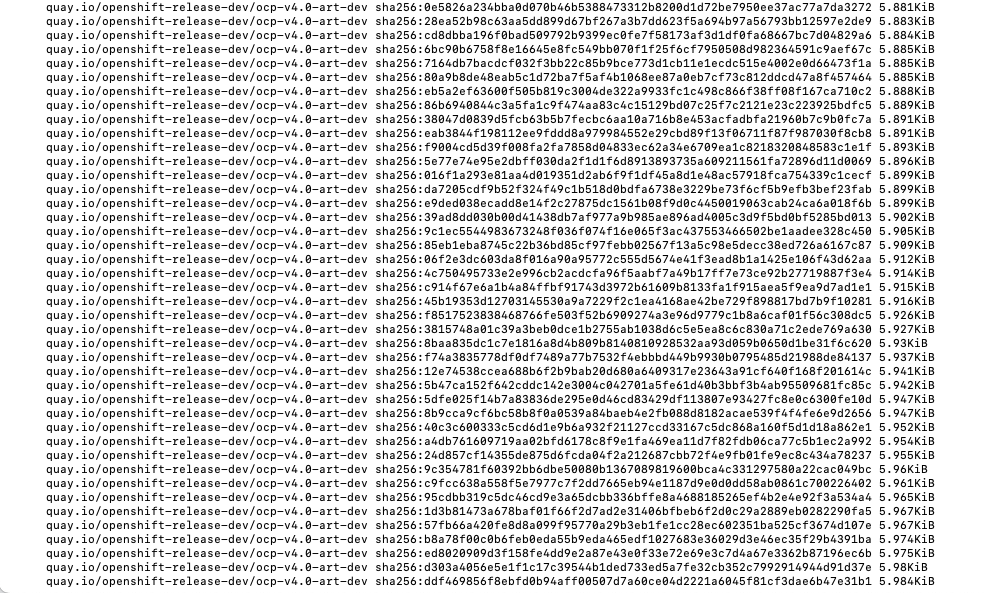 quay.io/openshift-release-dev/ocp-v4.0-art-dev sha256:0e5826a234bba0d070b46b5388473312b8200d1d72be7950ee37ac77a7da3272 5.881KiB
quay.io/openshift-release-dev/ocp-v4.0-art-dev sha256:28ea52b98c63aa5dd899d67bf267a3b7dd623f5a694b97a56793bb12597e2de9 5.883KiB
quay.io/openshift-release-dev/ocp-v4.0-art-dev sha256:cd8dbba196f0bad509792b9399ec0fe7f58173af3d1df0fa68667bc7d04829a6 5.884KiB
quay.io/openshift-release-dev/ocp-v4.0-art-dev sha256:6bc90b6758f8e16645e8fc549bb070f1f25f6cf7950508d982364591c9aef67c 5.885KiB
quay.io/openshift-release-dev/ocp-v4.0-art-dev sha256:7164db7bacdcf032f3bb22c85b9bce773d1cb11e1ecdc515e4002e0d66473f1a 5.885KiB
quay.io/openshift-release-dev/ocp-v4.0-art-dev sha256:80a9b8de48eab5c1d72ba7f5af4b1068ee87a0eb7cf73c812ddcd47a8f457464 5.885KiB
quay.io/openshift-release-dev/ocp-v4.0-art-dev sha256:eb5a2ef63600f505b819c3004de322a9933fc1c498c866f38ff08f167ca710c2 5.888KiB
quay.io/openshift-release-dev/ocp-v4.0-art-dev sha256:86b6940844c3a5fa1c9f474aa83c4c15129bd07c25f7c2121e23c223925bdfc5 5.889KiB
quay.io/openshift-release-dev/ocp-v4.0-art-dev sha256:38047d0839d5fcb63b5b7fecbc6aa10a716b8e453acfadbfa21960b7c9b0fc7a 5.891KiB
quay.io/openshift-release-dev/ocp-v4.0-art-dev sha256:eab3844f198112ee9fddd8a979984552e29cbd89f13f06711f87f987030f8cb8 5.891KiB
quay.io/openshift-release-dev/ocp-v4.0-art-dev sha256:f9004cd5d39f008fa2fa7858d04833ec62a34e6709ea1c8218320848583c1e1f 5.893KiB
quay.io/openshift-release-dev/ocp-v4.0-art-dev sha256:5e77e74e95e2dbff030da2f1d1f6d8913893735a609211561fa72896d11d0069 5.896KiB
quay.io/openshift-release-dev/ocp-v4.0-art-dev sha256:016f1a293e81aa4d019351d2ab6f9f1df45a8d1e48ac57918fca754339c1cecf 5.899KiB
quay.io/openshift-release-dev/ocp-v4.0-art-dev sha256:da7205cdf9b52f324f49c1b518d0bdfa6738e3229be73f6cf5b9efb3bef23fab 5.899KiB
quay.io/openshift-release-dev/ocp-v4.0-art-dev sha256:e9ded038ecadd8e14f2c27875dc1561b08f9d0c4450019063cab24ca6a018f6b 5.899KiB
quay.io/openshift-release-dev/ocp-v4.0-art-dev sha256:39ad8dd030b00d41438db7af977a9b985ae896ad4005c3d9f5bd0bf5285bd013 5.902KiB
quay.io/openshift-release-dev/ocp-v4.0-art-dev sha256:9c1ec5544983673248f036f074f16e065f3ac437553466502be1aadee328c450 5.905KiB
quay.io/openshift-release-dev/ocp-v4.0-art-dev sha256:85eb1eba8745c22b36bd85cf97febb02567f13a5c98e5decc38ed726a6167c87 5.909KiB
quay.io/openshift-release-dev/ocp-v4.0-art-dev sha256:06f2e3dc603da8f016a90a95772c555d5674e41f3ead8b1a1425e106f43d62aa 5.912KiB
quay.io/openshift-release-dev/ocp-v4.0-art-dev sha256:4c750495733e2e996cb2acdcfa96f5aabf7a49b17ff7e73ce92b27719887f3e4 5.914KiB
quay.io/openshift-release-dev/ocp-v4.0-art-dev sha256:c914f67e6a1b4a84ffbf91743d3972b61609b8133fa1f915aea5f9ea9d7ad1e1 5.915KiB
quay.io/openshift-release-dev/ocp-v4.0-art-dev sha256:45b19353d12703145530a9a7229f2c1ea4168ae42be729f898817bd7b9f10281 5.916KiB
quay.io/openshift-release-dev/ocp-v4.0-art-dev sha256:f8517523838468766fe503f52b6909274a3e96d9779c1b8a6caf01f56c308dc5 5.926KiB
quay.io/openshift-release-dev/ocp-v4.0-art-dev sha256:3815748a01c39a3beb0dce1b2755ab1038d6c5e5ea8c6c830a71c2ede769a630 5.927KiB
quay.io/openshift-release-dev/ocp-v4.0-art-dev sha256:8baa835dc1c7e1816a8d4b809b8140810928532aa93d059b0650d1be31f6c620 5.93KiB
quay.io/openshift-release-dev/ocp-v4.0-art-dev sha256:f74a3835778df0df7489a77b7532f4ebbbd449b9930b0795485d21988de84137 5.937KiB
quay.io/openshift-release-dev/ocp-v4.0-art-dev sha256:12e74538ccea688b6f2b9bab20d680a6409317e23643a91cf640f168f201614c 5.941KiB
quay.io/openshift-release-dev/ocp-v4.0-art-dev sha256:5b47ca152f642cddc142e3004c042701a5fe61d40b3bbf3b4ab95509681fc85c 5.942KiB
quay.io/openshift-release-dev/ocp-v4.0-art-dev sha256:5dfe025f14b7a83836de295e0d46cd83429df113807e93427fc8e0c6300fe10d 5.947KiB
quay.io/openshift-release-dev/ocp-v4.0-art-dev sha256:8b9cca9cf6bc58b8f0a0539a84baeb4e2fb088d8182acae539f4f4fe6e9d2656 5.947KiB
quay.io/openshift-release-dev/ocp-v4.0-art-dev sha256:40c3c600333c5cd6d1e9b6a932f21127ccd33167c5dc868a160f5d1d18a862e1 5.952KiB
quay.io/openshift-release-dev/ocp-v4.0-art-dev sha256:a4db761609719aa02bfd6178c8f9e1fa469ea11d7f82fdb06ca77c5b1ec2a992 5.954KiB
quay.io/openshift-release-dev/ocp-v4.0-art-dev sha256:24d857cf14355de875d6fcda04f2a212687cbb72f4e9fb01fe9ec8c434a78237 5.955KiB
quay.io/openshift-release-dev/ocp-v4.0-art-dev sha256:9c354781f60392bb6dbe50080b1367089819600bca4c331297580a22cac049bc 5.96KiB
quay.io/openshift-release-dev/ocp-v4.0-art-dev sha256:c9fcc638a558f5e7977c7f2dd7665eb94e1187d9e0d0dd58ab0861c700226402 5.961KiB
quay.io/openshift-release-dev/ocp-v4.0-art-dev sha256:95cdbb319c5dc46cd9e3a65dcbb336bffe8a4688185265ef4b2e4e92f3a534a4 5.965KiB
quay.io/openshift-release-dev/ocp-v4.0-art-dev sha256:1d3b81473a678baf01f66f2d7ad2e31406bfbeb6f2d0c29a2889eb0282290fa5 5.967KiB
quay.io/openshift-release-dev/ocp-v4.0-art-dev sha256:57fb66a420fe8d8a099f95770a29b3eb1fe1cc28ec602351ba525cf3674d107e 5.967KiB
quay.io/openshift-release-dev/ocp-v4.0-art-dev sha256:b8a78f00c0b6feb0eda55b9eda465edf1027683e36029d3e46ec35f29b4391ba 5.974KiB
quay.io/openshift-release-dev/ocp-v4.0-art-dev sha256:ed8020909d3f158fe4dd9e2a87e43e0f33e72e69e3c7d4a67e3362b87196ec6b 5.975KiB
quay.io/openshift-release-dev/ocp-v4.0-art-dev sha256:d303a4056e5e1f1c17c39544b1ded733ed5a7fe32cb352c7992914944d91d37e 5.98KiB
quay.io/openshift-release-dev/ocp-v4.0-art-dev sha256:ddf469856f8ebfd0b94aff00507d7a60ce04d2221a6045f81cf3dae6b47e31b1 5.984KiB